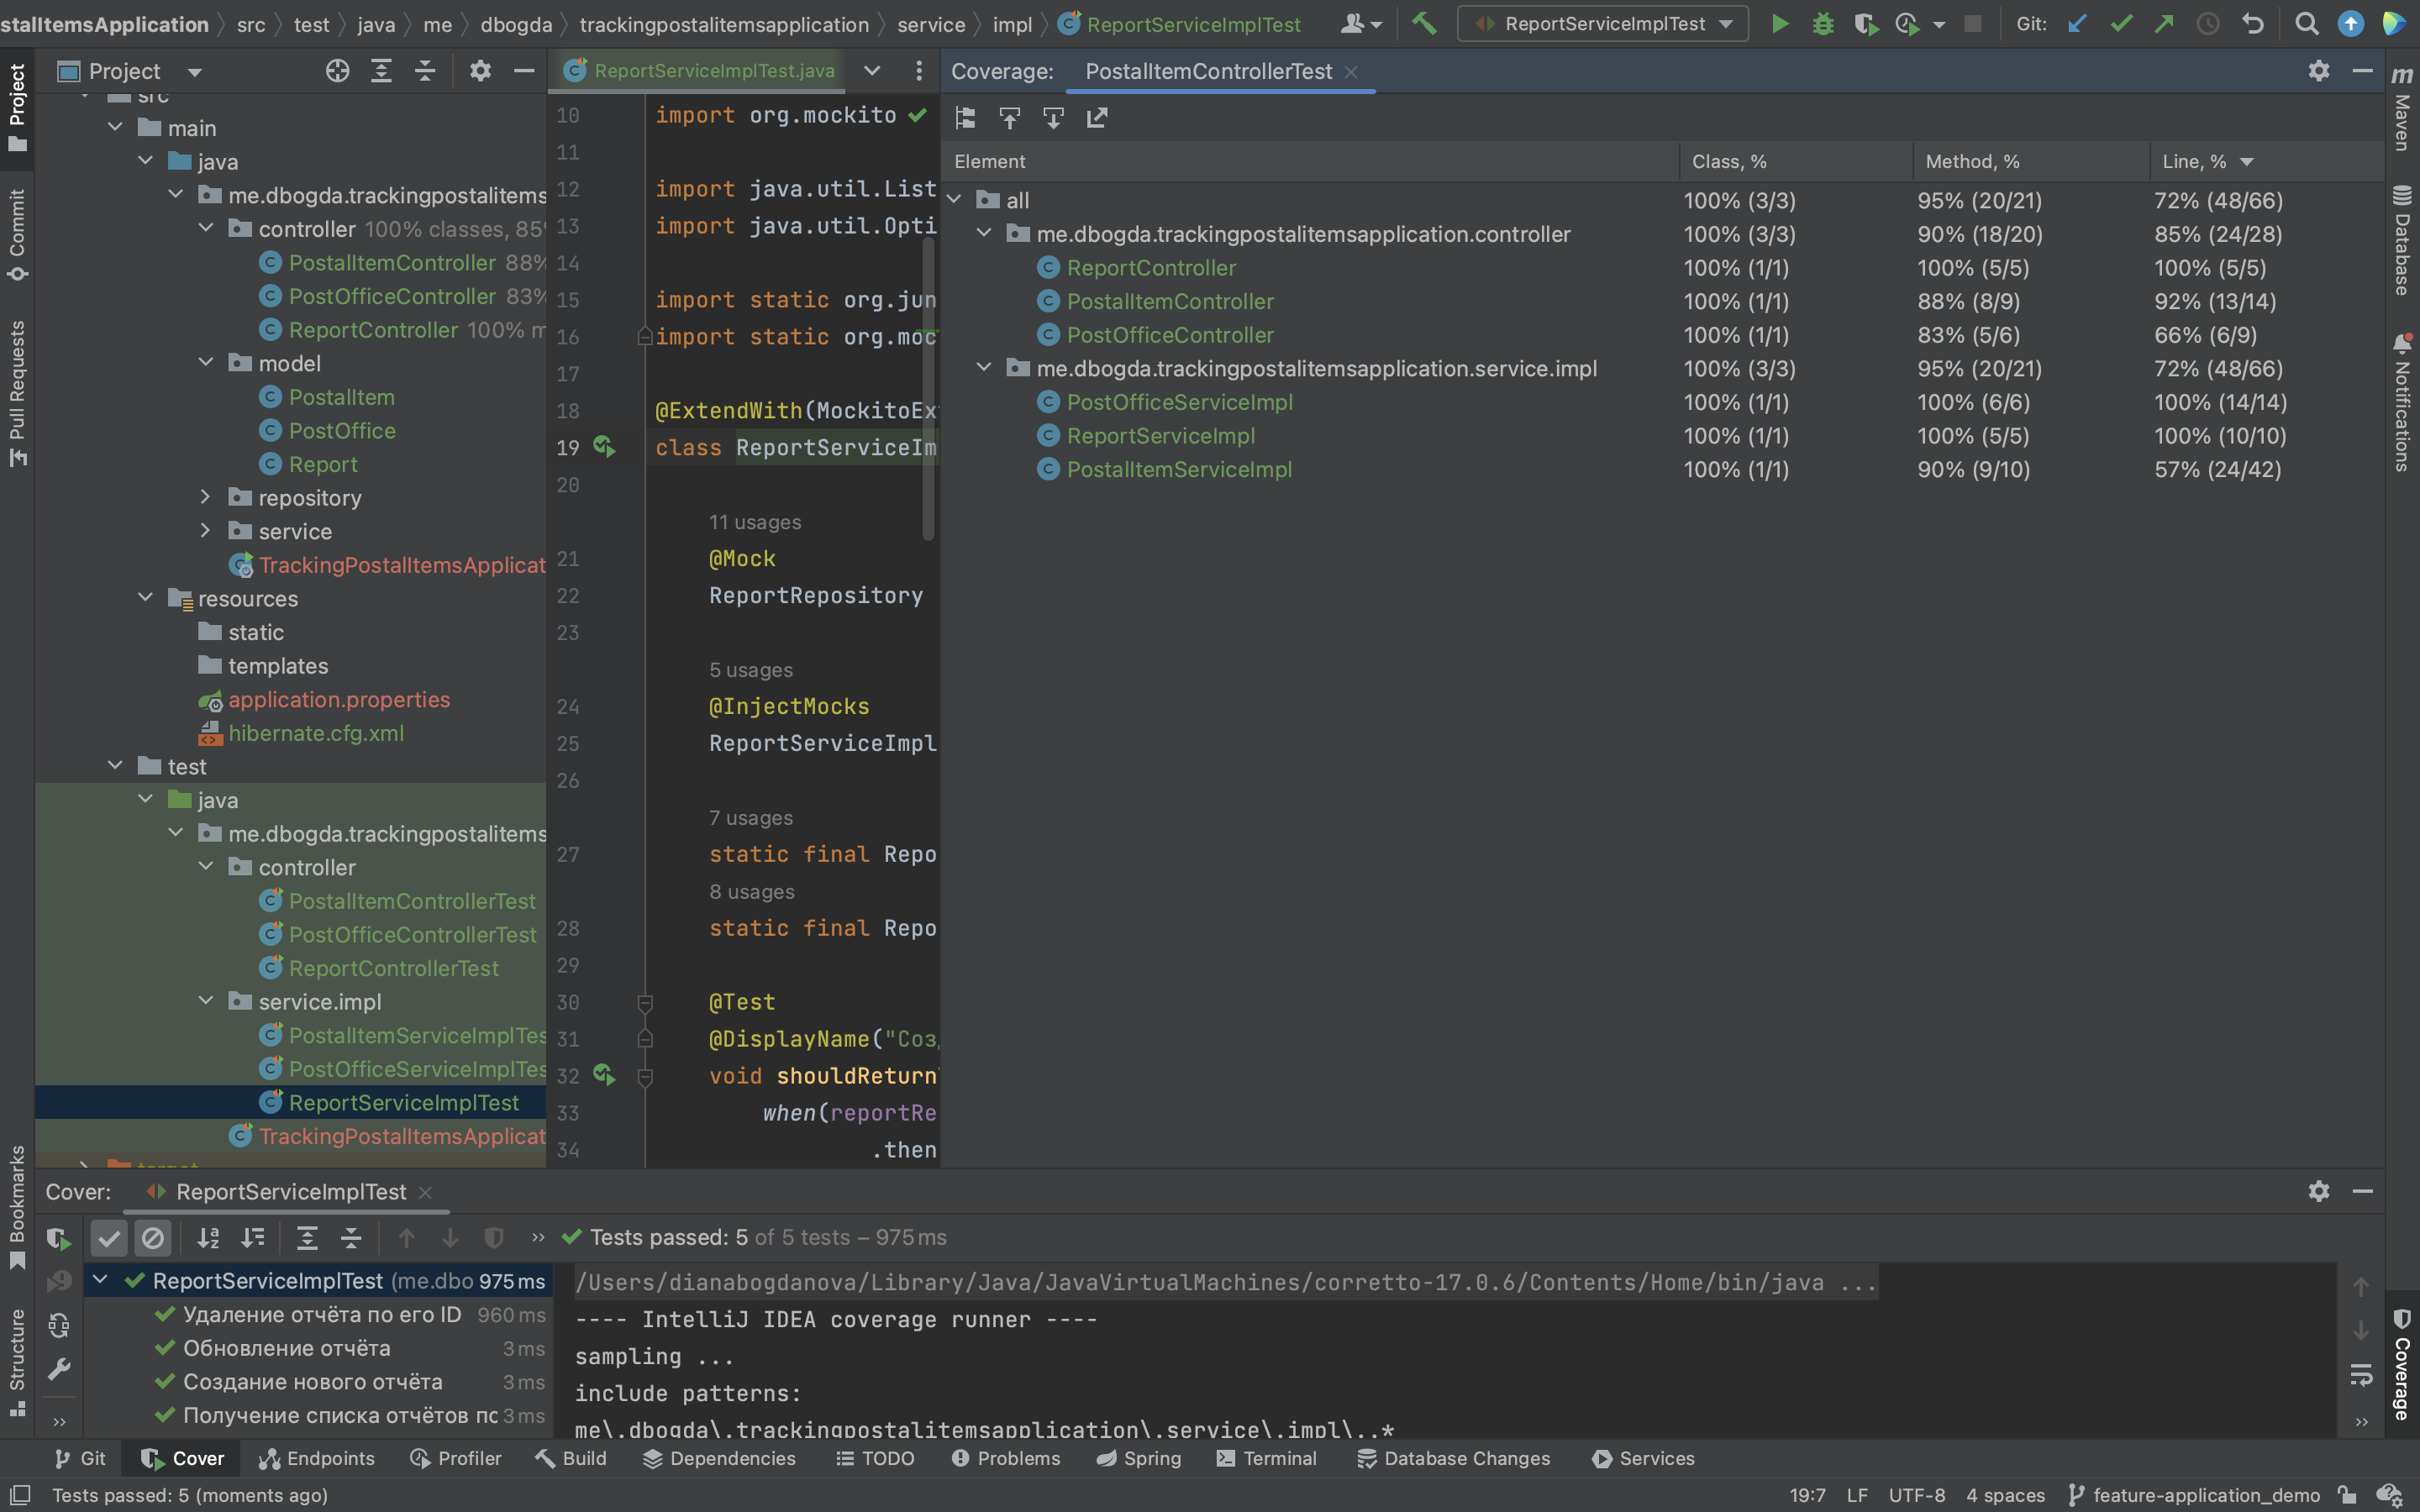 stalItemsApplication › src › test › java › me › dbogda › trackingpostalitemsapplication › service › impl › ReportServiceImplTest
ReportServiceImplTest
Git:
Project
ReportServiceImplTest.java
Coverage: PostalItemControllerTest
src
main
java
me.dbogda.trackingpostalitems
controller 100% classes, 85
PostalItemController 88%
PostOfficeController 83%
ReportController 100% m
model
PostalItem
PostOffice
Report
repository
service
TrackingPostalItemsApplicat
resources
static
templates
application.properties
hibernate.cfg.xml
test
java
me.dbogda.trackingpostalitems
controller
PostalItemControllerTest
PostOfficeControllerTest
ReportControllerTest
service.impl
PostalItemServiceImplTes
PostOfficeServiceImplTes
ReportServiceImplTest
TrackingPostalItemsApplicat
target
10 import org.mockito
11
12 import java.util.List
13 import java.util.Opti
14
15 import static org.jun
16 import static org.moc
17
18 @ExtendWith(MockitoEx
19 class ReportServiceIm
20
11 usages
21 @Mock
22 ReportRepository
23
5 usages
24 @InjectMocks
25 ReportServiceImpl
26
7 usages
27 static final Repo
8 usages
28 static final Repo
29
30 @Test
31 @DisplayName("Соз
32 void shouldReturn
33 when(reportRe
34 .then
Element Class, % Method, % Line, %
all 100% (3/3) 95% (20/21) 72% (48/66)
me.dbogda.trackingpostalitemsapplication.controller 100% (3/3) 90% (18/20) 85% (24/28)
ReportController 100% (1/1) 100% (5/5) 100% (5/5)
PostalItemController 100% (1/1) 88% (8/9) 92% (13/14)
PostOfficeController 100% (1/1) 83% (5/6) 66% (6/9)
me.dbogda.trackingpostalitemsapplication.service.impl 100% (3/3) 95% (20/21) 72% (48/66)
PostOfficeServiceImpl 100% (1/1) 100% (6/6) 100% (14/14)
ReportServiceImpl 100% (1/1) 100% (5/5) 100% (10/10)
PostalItemServiceImpl 100% (1/1) 90% (9/10) 57% (24/42)
Project
Commit
Pull Requests
Bookmarks
Structure
m
Maven
Database
Notifications
Coverage
Cover: ReportServiceImplTest
Tests passed: 5 of 5 tests – 975 ms
ReportServiceImplTest (me.dbo 975 ms
Удаление отчёта по его ID 960 ms
Обновление отчёта 3 ms
Создание нового отчёта 3 ms
Получение списка отчётов пс 3 ms
/Users/dianabogdanova/Library/Java/JavaVirtualMachines/corretto-17.0.6/Contents/Home/bin/java ...
---- IntelliJ IDEA coverage runner ----
sampling ...
include patterns:
me\.dbogda\.trackingpostalitemsapplication\.service\.impl\..*
Git Cover Endpoints Profiler Build Dependencies TODO Problems Spring Terminal Database Changes Services
Tests passed: 5 (moments ago) 19:7 LF UTF-8 4 spaces feature-application_demo